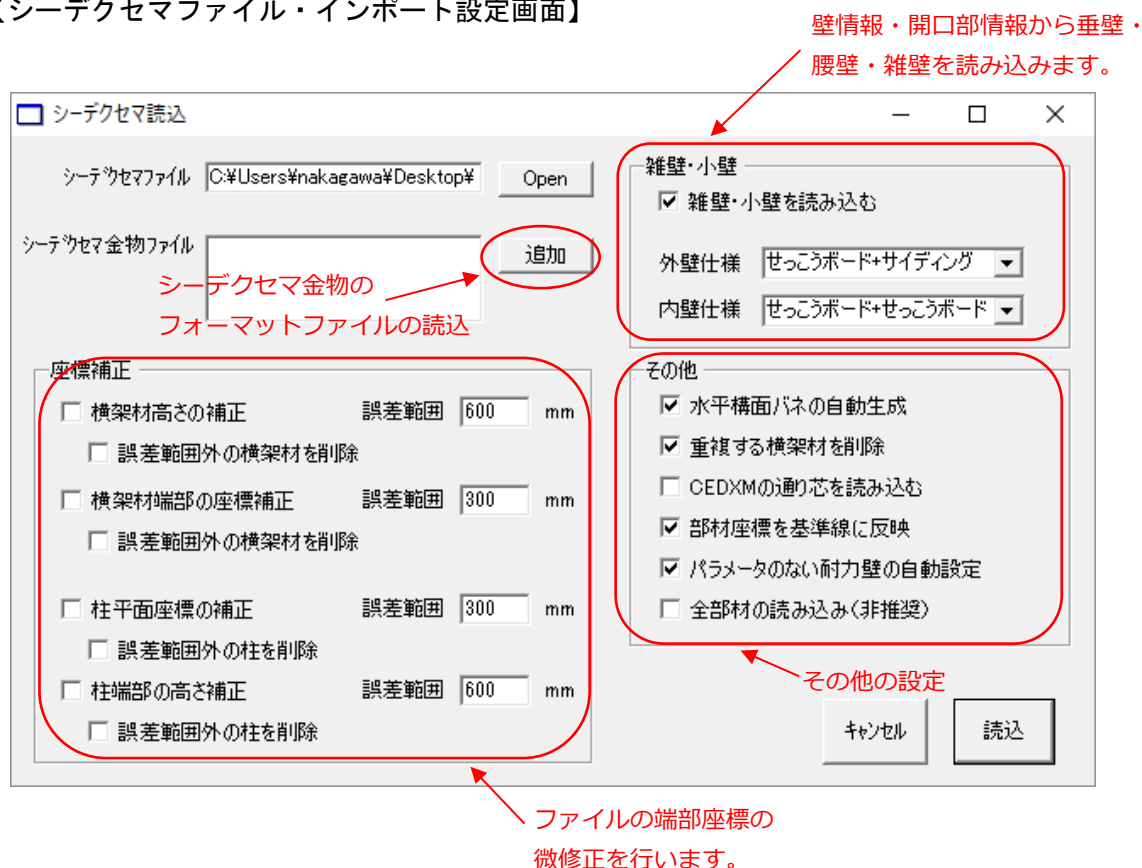 【シーデクセマファイル・インポート設定画面】
壁情報・開口部情報から垂壁・
腰壁・雑壁を読み込みます。
シーデクセマ読込
シーデクセマファイル C:¥Users¥nakagawa¥Desktop¥ Open
シーデクセマ金物ファイル 追加
シーデクセマ金物の
フォーマットファイルの読込
雑壁・小壁
雑壁・小壁を読み込む
外壁仕様 せっこうボード+サイディング
内壁仕様 せっこうボード+せっこうボード
座標補正
横架材高さの補正 誤差範囲 600 mm
誤差範囲外の横架材を削除
横架材端部の座標補正 誤差範囲 300 mm
誤差範囲外の横架材を削除
柱平面座標の補正 誤差範囲 300 mm
誤差範囲外の柱を削除
柱端部の高さ補正 誤差範囲 600 mm
誤差範囲外の柱を削除
その他
水平構面バネの自動生成
重複する横架材を削除
CEDXMの通り芯を読み込む
部材座標を基準線に反映
パラメータのない耐力壁の自動設定
全部材の読み込み(非推奨)
その他の設定
キャンセル 読込
ファイルの端部座標の
微修正を行います。